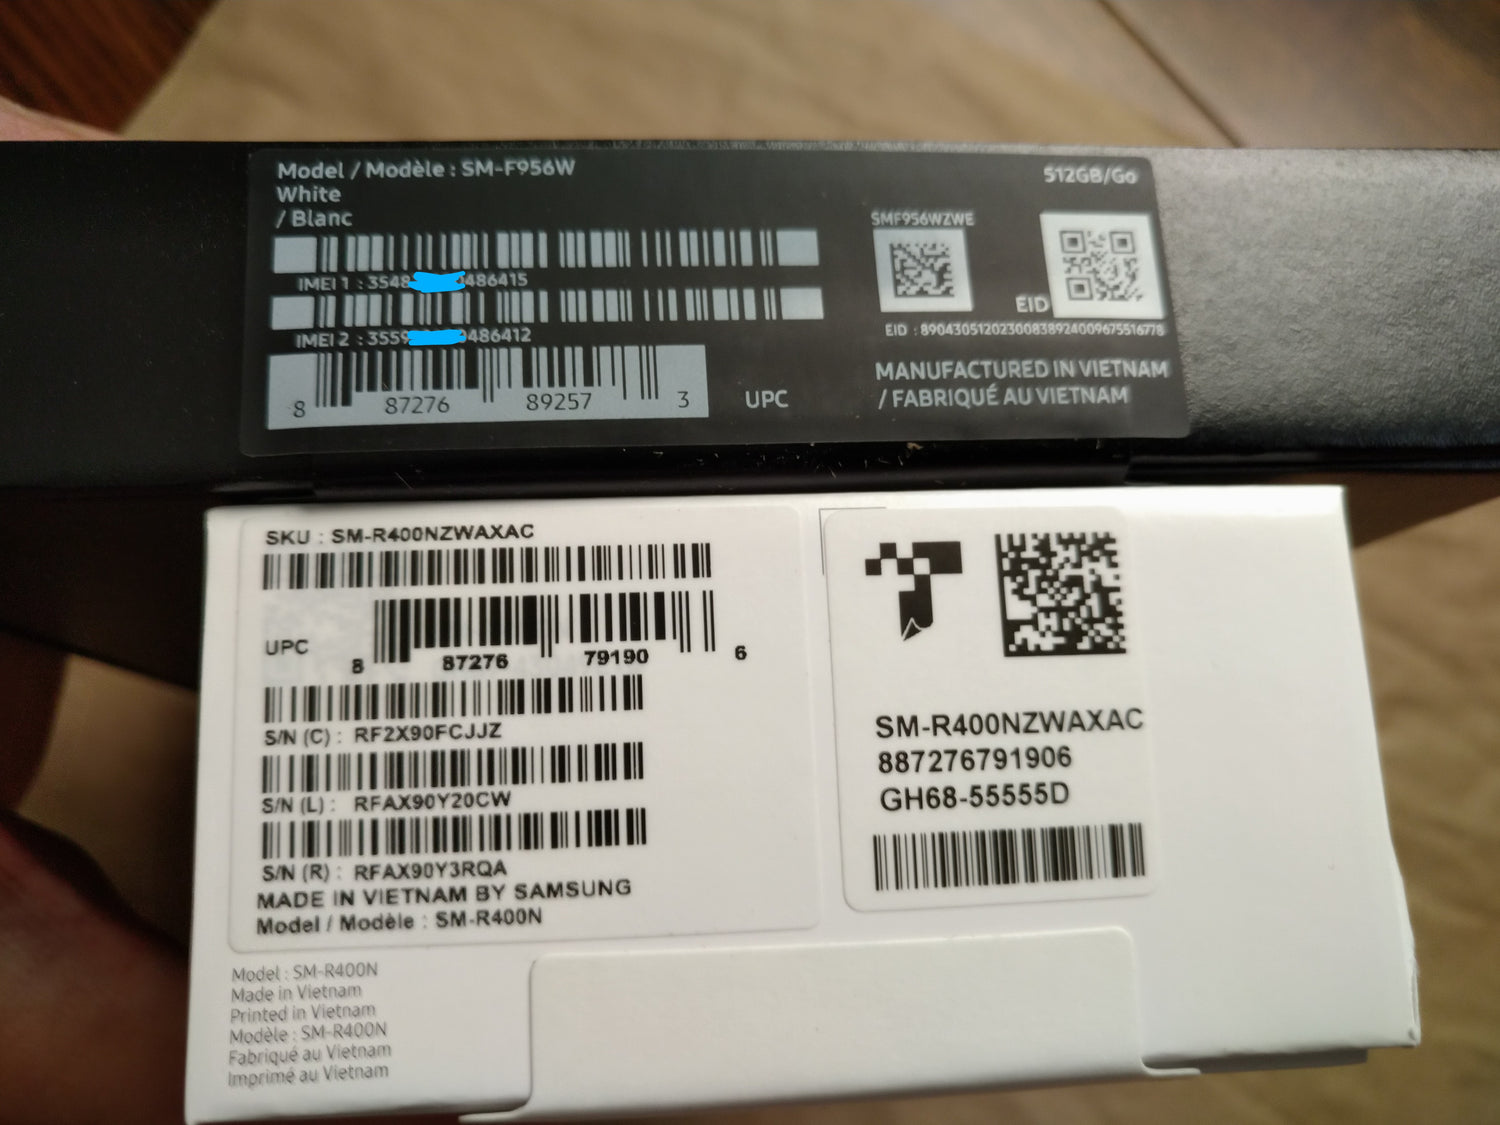 Model / Modèle : SM-F956W
White
/ Blanc
512GB/Go
SMF956WZWE
IMEI 1 : 3548 486415
IMEI 2 : 3559 486412
EID
EID : 89043051202300838924009675516778
8 87276 89257 3
UPC
MANUFACTURED IN VIETNAM
/ FABRIQUÉ AU VIETNAM
SKU : SM-R400NZWAXAC
UPC
8 87276 79190 6
S/N (C) : RF2X90FCJJZ
S/N (L) : RFAX90Y20CW
S/N (R) : RFAX90Y3RQA
MADE IN VIETNAM BY SAMSUNG
Model / Modèle : SM-R400N
SM-R400NZWAXAC
887276791906
GH68-55555D
Model : SM-R400N
Made in Vietnam
Printed in Vietnam
Modèle : SM-R400N
Fabriqué au Vietnam
Imprimé au Vietnam